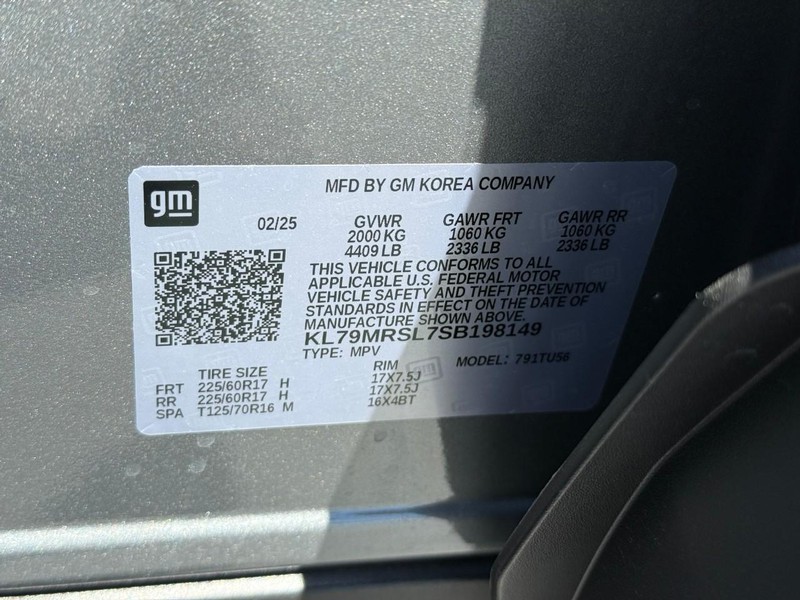 gm
MFD BY GM KOREA COMPANY
02/25 GVWR GAWR FRT GAWR RR
2000 KG 1060 KG 1060 KG
4409 LB 2336 LB 2336 LB
THIS VEHICLE CONFORMS TO ALL
APPLICABLE U.S. FEDERAL MOTOR
VEHICLE SAFETY AND THEFT PREVENTION
STANDARDS IN EFFECT ON THE DATE OF
MANUFACTURE SHOWN ABOVE.
KL79MRSL7SB198149
TYPE: MPV MODEL: 791TU56
TIRE SIZE RIM
FRT 225/60R17 H 17X7.5J
RR 225/60R17 H 17X7.5J
SPA T125/70R16 M 16X4BT